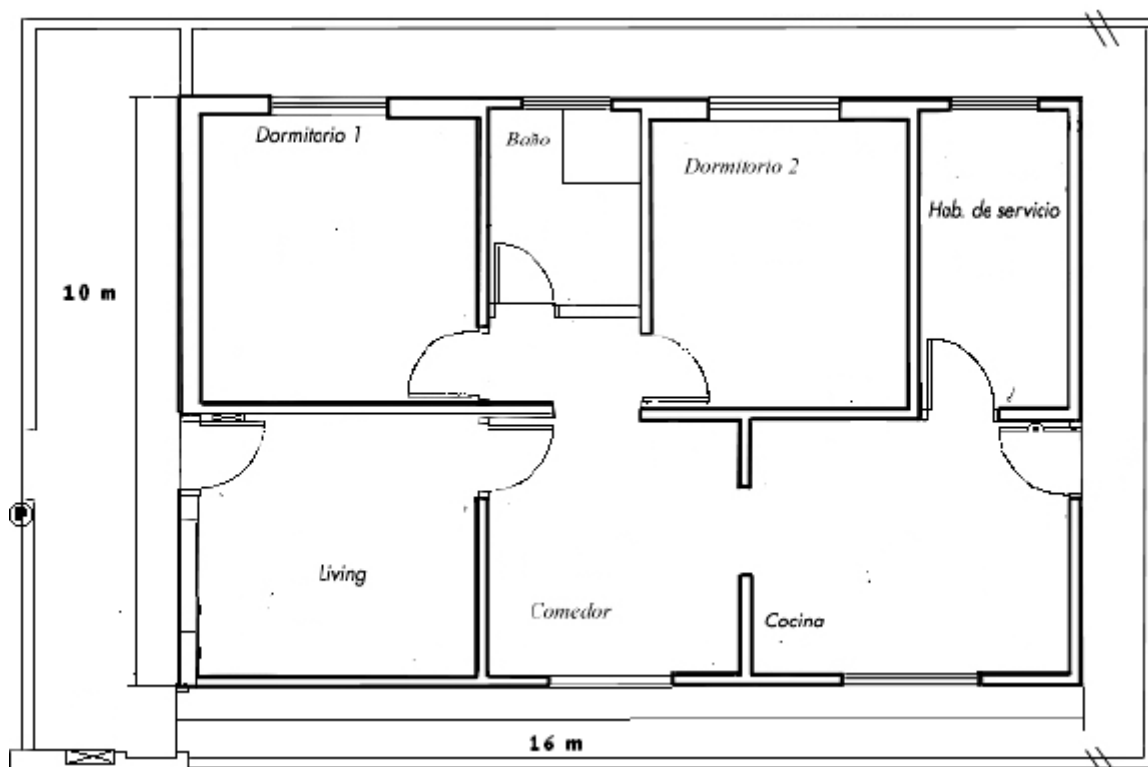 Dormitorio 1
Baño
Dormitorio 2
Hab. de servicio
10 m
Living
Comedor
Cocina
16 m
P